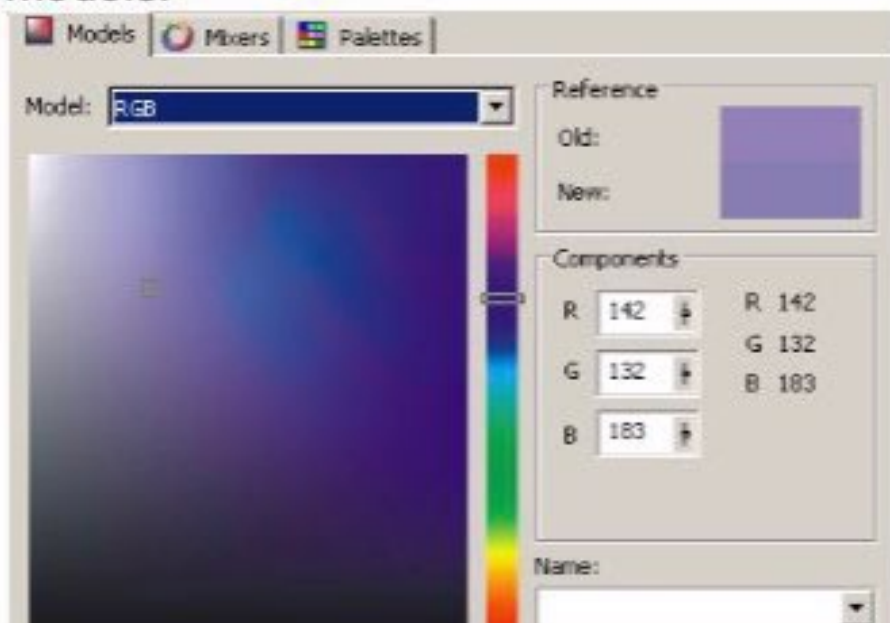 Models Mixers Palettes
Model: RGB
Reference
Old:
New:
Components
R 142 R 142
G 132 G 132
B 183 B 183
Name: